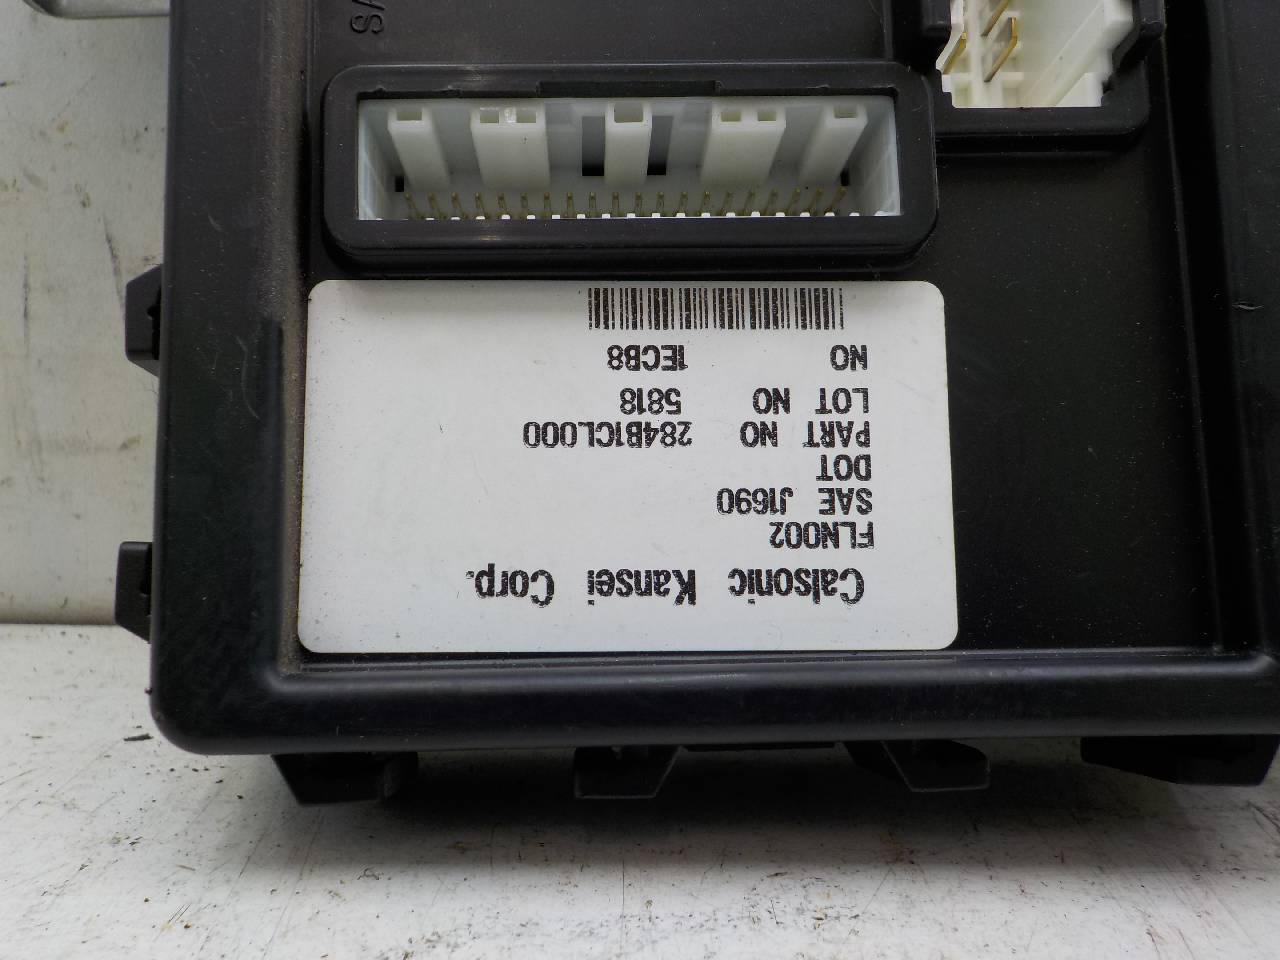 Calsonic Kansei Corp.
FLN002
SAE J1690
DOT
PART NO 284B1CL000
LOT NO 5818
NO 1ECB8